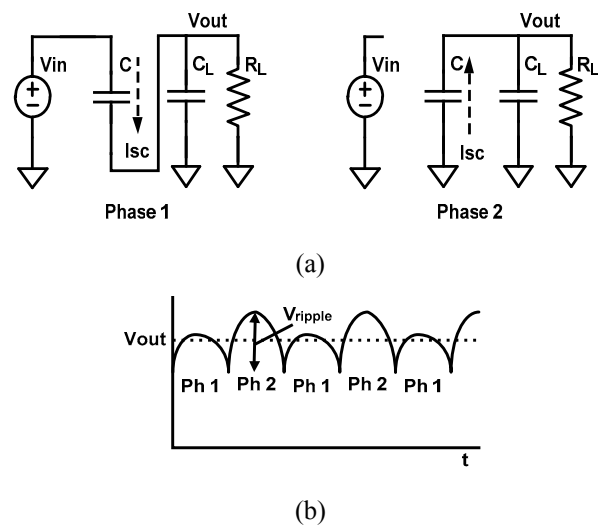 Vout
Vin
C
CL
RL
Isc
Phase 1
Vout
Vin
C
CL
RL
Isc
Phase 2
(a)
Vout
Vripple
Ph 1
Ph 2
Ph 1
Ph 2
Ph 1
t
(b)